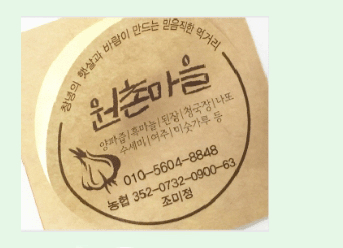 창녕의 햇살과 바람이 만드는 믿음직한 먹거리
원촌마음
양파즙|흑마늘|된장|청국장|나또
수세미|여주|미숫가루 등
010-5604-8848
농협 352-0732-0900-63
조미정